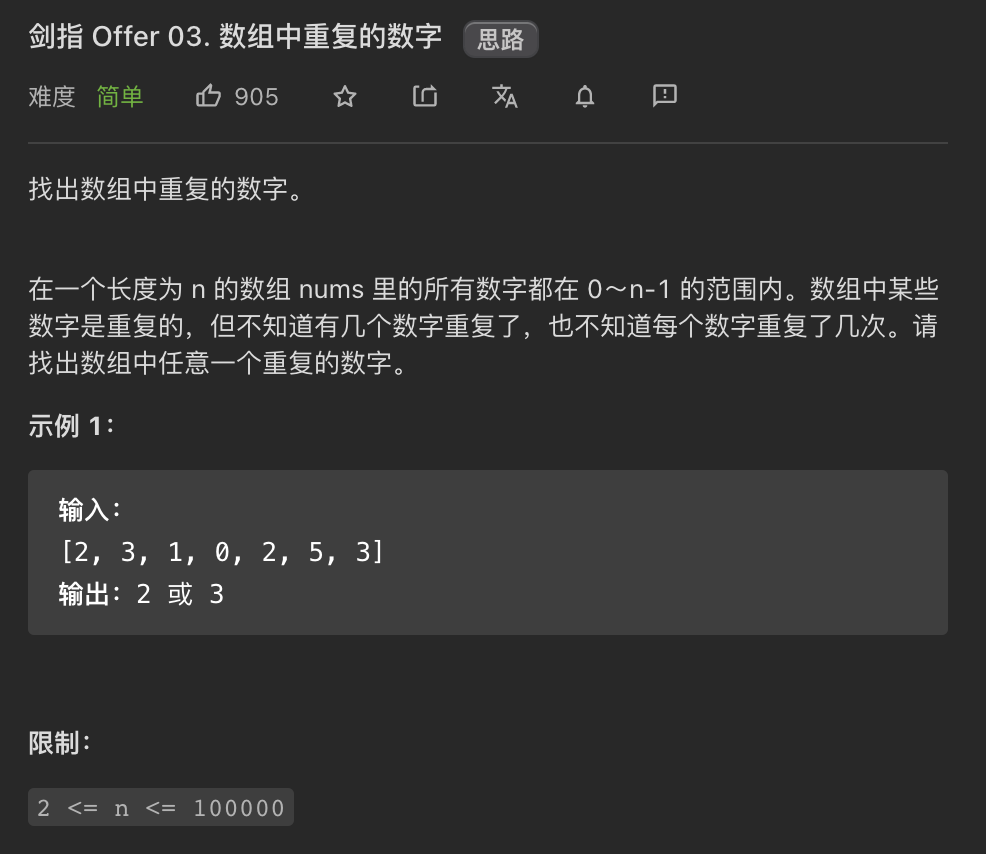 剑指 Offer 03. 数组中重复的数字 思路
难度 简单 905
找出数组中重复的数字。
在一个长度为 n 的数组 nums 里的所有数字都在 0～n-1 的范围内。数组中某些
数字是重复的，但不知道有几个数字重复了，也不知道每个数字重复了几次。请
找出数组中任意一个重复的数字。
示例 1：
输入：
[2, 3, 1, 0, 2, 5, 3]
输出：2 或 3
限制：
2 <= n <= 100000